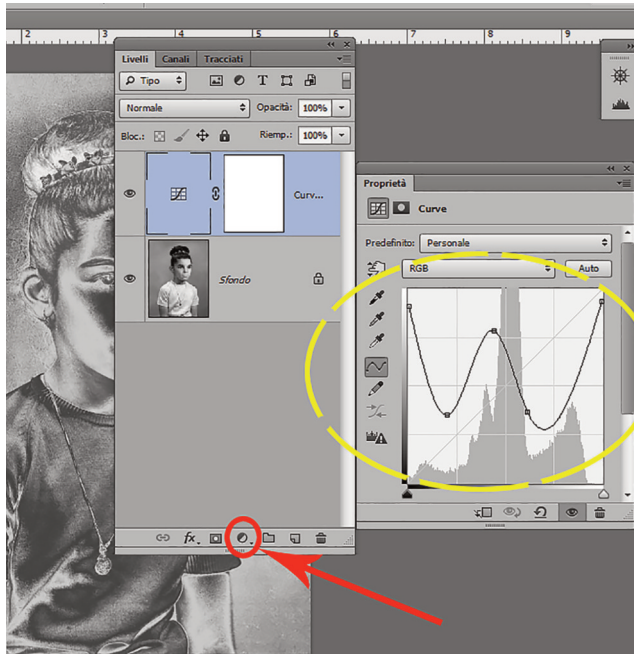 2 3 4 5 6 7 8 9
Livelli Canali Tracciati
Tipo T
Normale Opacità: 100%
Bloc.: Riemp.: 100%
Curv...
Sfondo
fx
Proprietà
Curve
Predefinito: Personale
RGB Auto